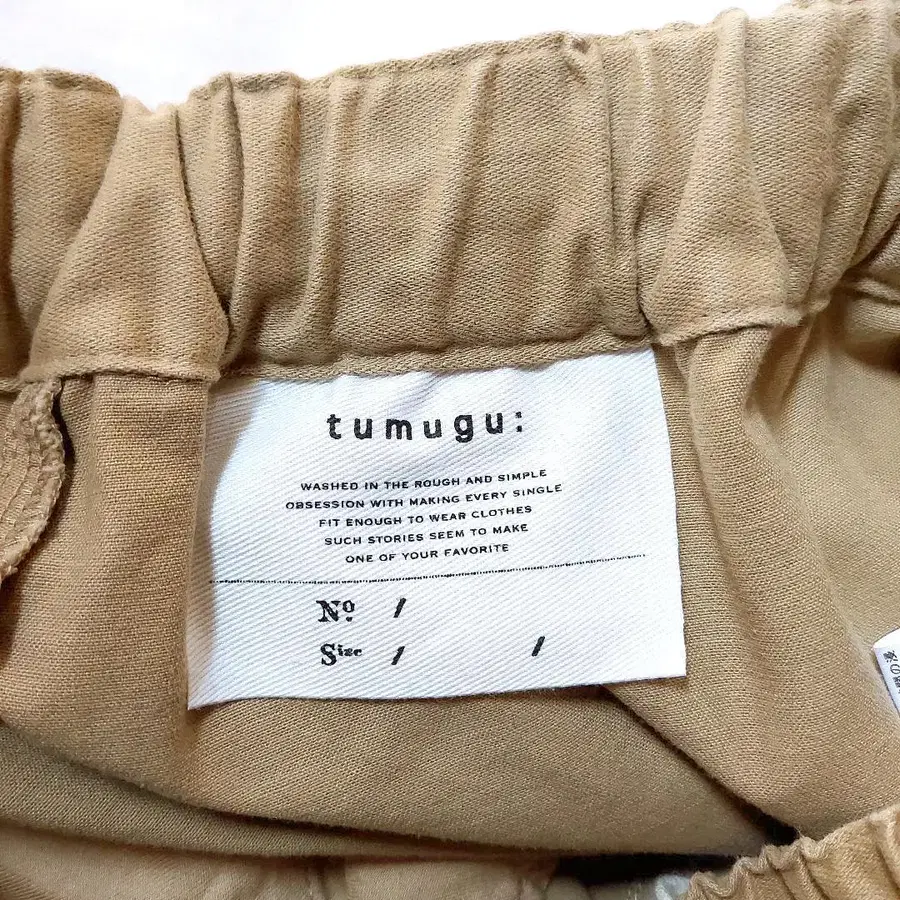 tumugu:
WASHED IN THE ROUGH AND SIMPLE
OBSESSION WITH MAKING EVERY SINGLE
FIT ENOUGH TO WEAR CLOTHES
SUCH STORIES SEEM TO MAKE
ONE OF YOUR FAVORITE
Nº. /
Size / /